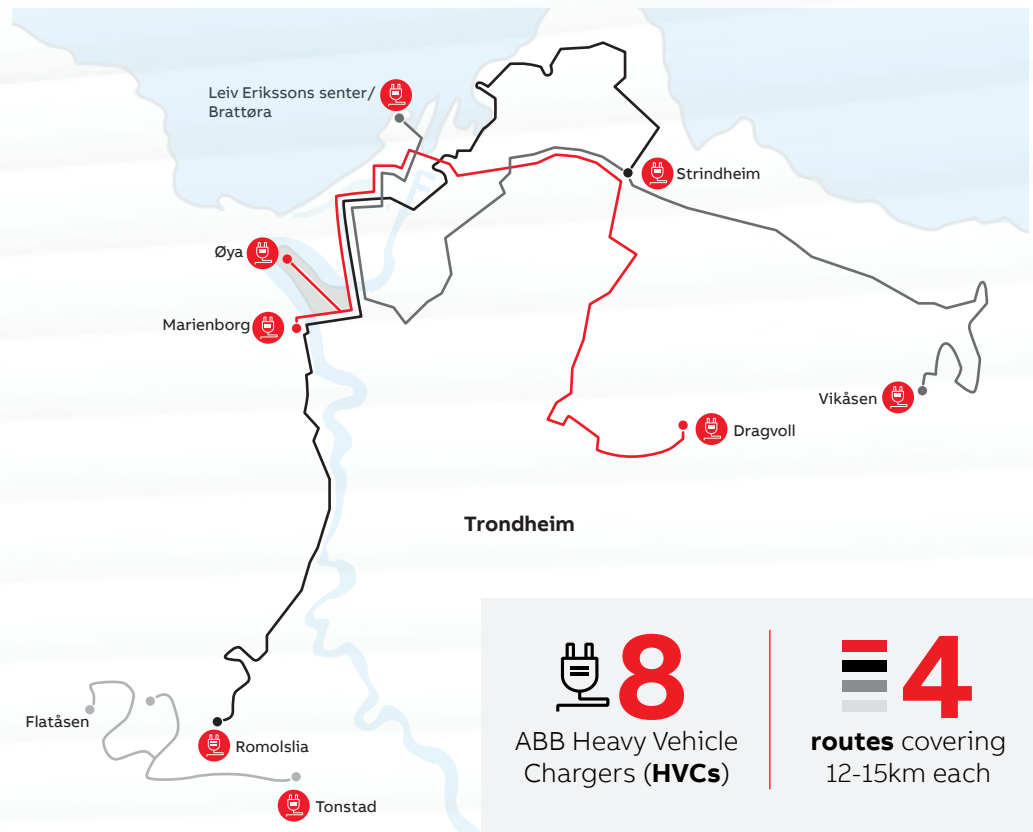 Leiv Erikssons senter/
Brattøra
Strindheim
Øya
Marienborg
Vikåsen
Dragvoll
Trondheim
Flatåsen
Romolslia
Tonstad
8
ABB Heavy Vehicle
Chargers (HVCs)
4
routes covering
12-15km each